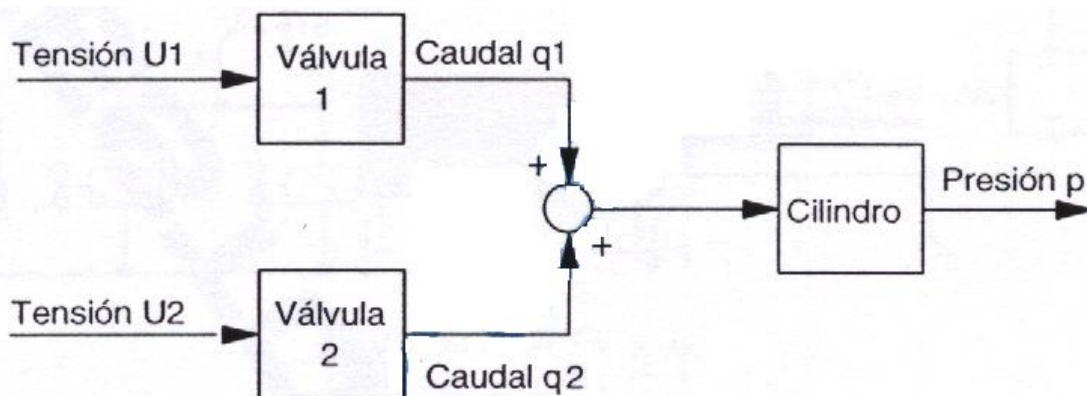 Tensión U1
Válvula
1
Caudal q1
+
Cilindro
Presión p
+
Tensión U2
Válvula
2
Caudal q2